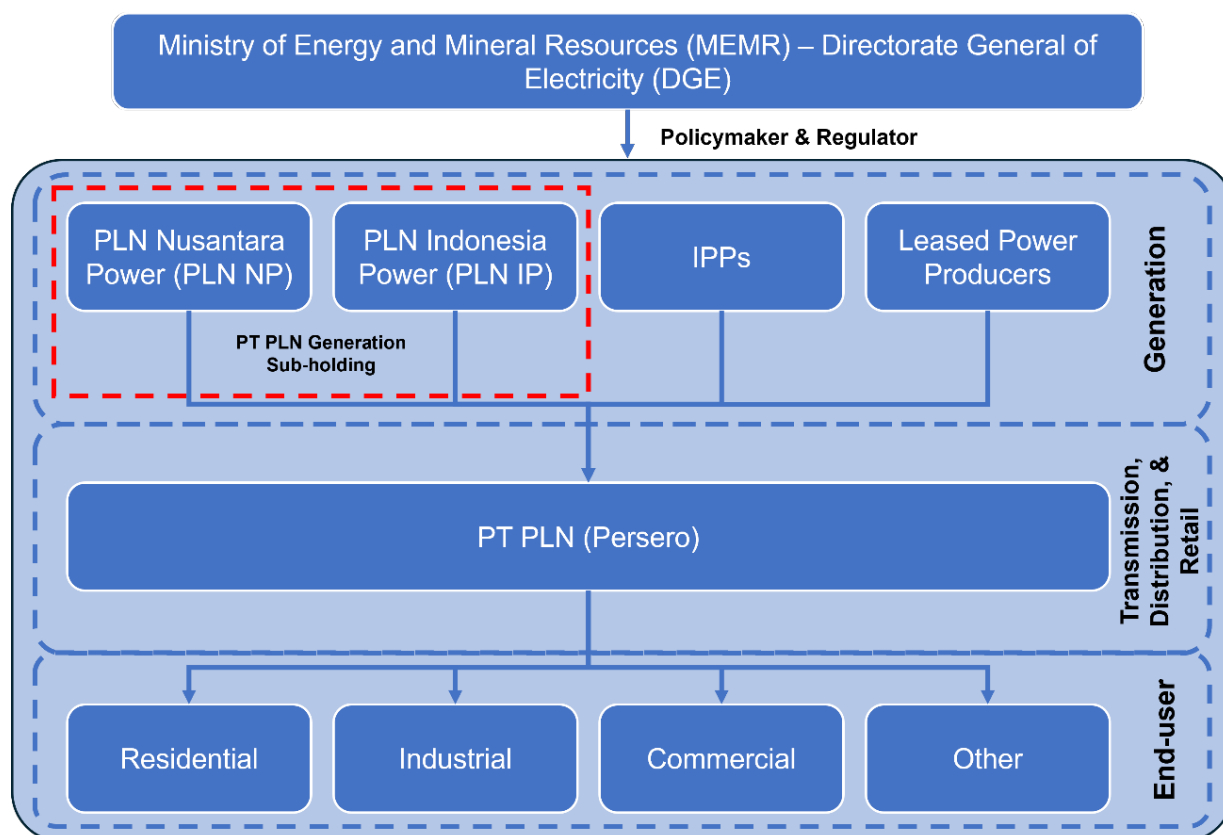 Ministry of Energy and Mineral Resources (MEMR) – Directorate General of
Electricity (DGE)
Policymaker & Regulator
PLN Nusantara
Power (PLN NP)
PLN Indonesia
Power (PLN IP)
IPPs
Leased Power
Producers
PT PLN Generation
Sub-holding
Generation
PT PLN (Persero)
Transmission,
Distribution, &
Retail
Residential
Industrial
Commercial
Other
End-user